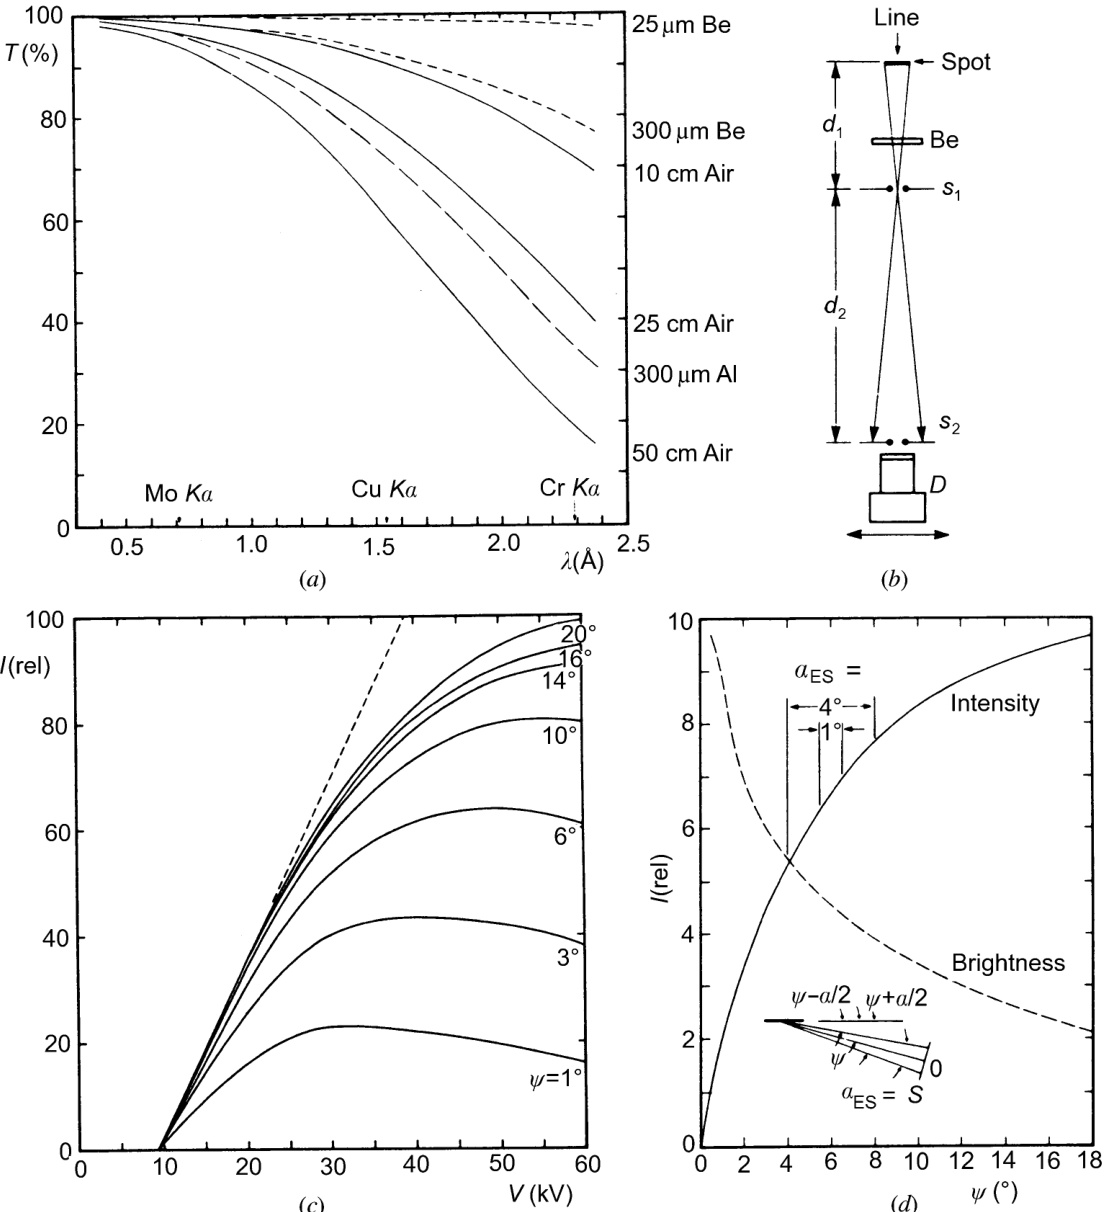 100
T(%)
80
60
40
20
0
Mo Kα
Cu Kα
Cr Kα
0.5
1.0
1.5
2.0
2.5
λ(Å)
25 μm Be
300 μm Be
10 cm Air
25 cm Air
300 μm Al
50 cm Air
(a)
Line
Spot
d1
Be
s1
d2
s2
D
(b)
100
I(rel)
80
60
40
20
0
20°
16°
14°
10°
6°
3°
ψ=1°
0
10
20
30
40
50
60
V (kV)
(c)
10
8
6
4
2
0
I(rel)
αES =
4°
1°
Intensity
Brightness
ψ–α/2
ψ+α/2
ψ
0
αES = S
0
2
4
6
8
10
12
14
16
18
ψ (°)
(d)